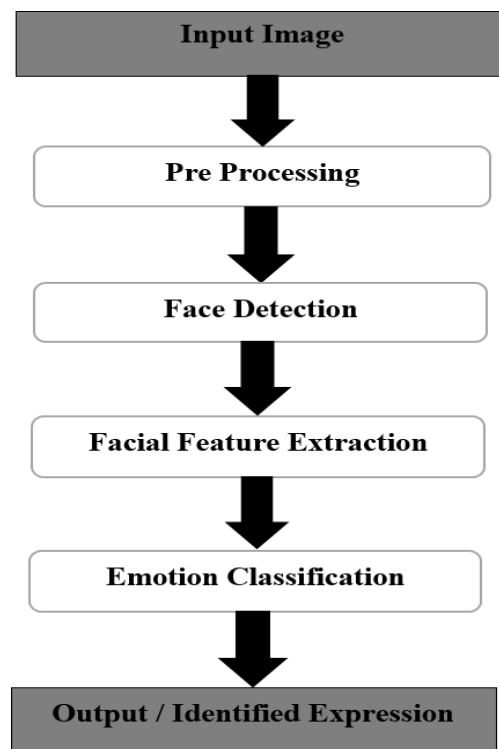 Input Image
Pre Processing
Face Detection
Facial Feature Extraction
Emotion Classification
Output / Identified Expression